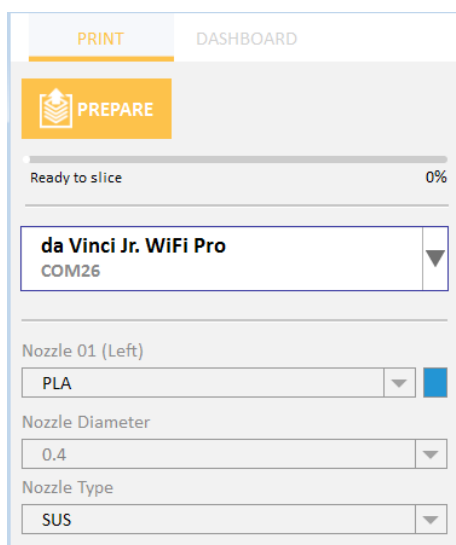 PRINT DASHBOARD
PREPARE
Ready to slice 0%
da Vinci Jr. WiFi Pro
COM26
Nozzle 01 (Left)
PLA
Nozzle Diameter
0.4
Nozzle Type
SUS